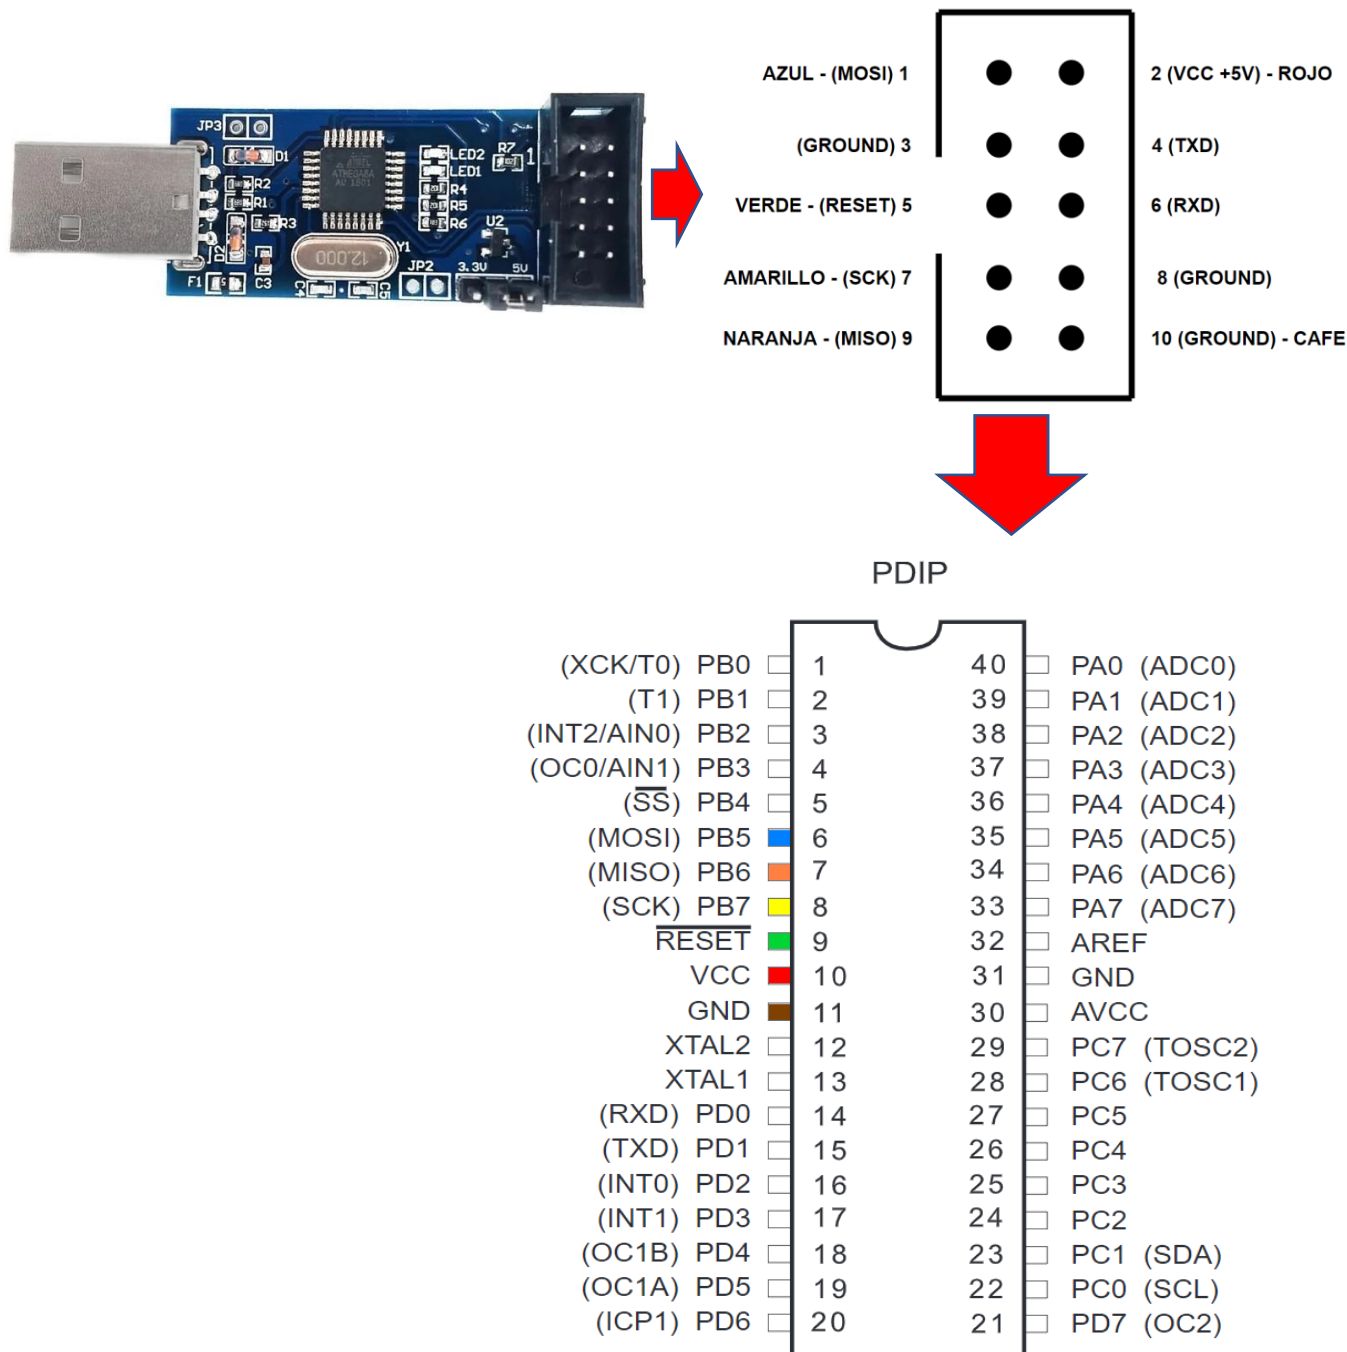 JP3
D1
R2
R1
R3
D2
C3
F1
ATMEL
ATMEGA8A
AU 1501
LED2
LED1
R4
R5
R6
R7
1
U2
Y1
12.000
JP2
3.3V 5V
C4
C5
AZUL - (MOSI) 1
2 (VCC +5V) - ROJO
(GROUND) 3
4 (TXD)
VERDE - (RESET) 5
6 (RXD)
AMARILLO - (SCK) 7
8 (GROUND)
NARANJA - (MISO) 9
10 (GROUND) - CAFE
PDIP
(XCK/T0) PB0 1 40 PA0 (ADC0)
(T1) PB1 2 39 PA1 (ADC1)
(INT2/AIN0) PB2 3 38 PA2 (ADC2)
(OC0/AIN1) PB3 4 37 PA3 (ADC3)
(SS) PB4 5 36 PA4 (ADC4)
(MOSI) PB5 6 35 PA5 (ADC5)
(MISO) PB6 7 34 PA6 (ADC6)
(SCK) PB7 8 33 PA7 (ADC7)
RESET 9 32 AREF
VCC 10 31 GND
GND 11 30 AVCC
XTAL2 12 29 PC7 (TOSC2)
XTAL1 13 28 PC6 (TOSC1)
(RXD) PD0 14 27 PC5
(TXD) PD1 15 26 PC4
(INT0) PD2 16 25 PC3
(INT1) PD3 17 24 PC2
(OC1B) PD4 18 23 PC1 (SDA)
(OC1A) PD5 19 22 PC0 (SCL)
(ICP1) PD6 20 21 PD7 (OC2)